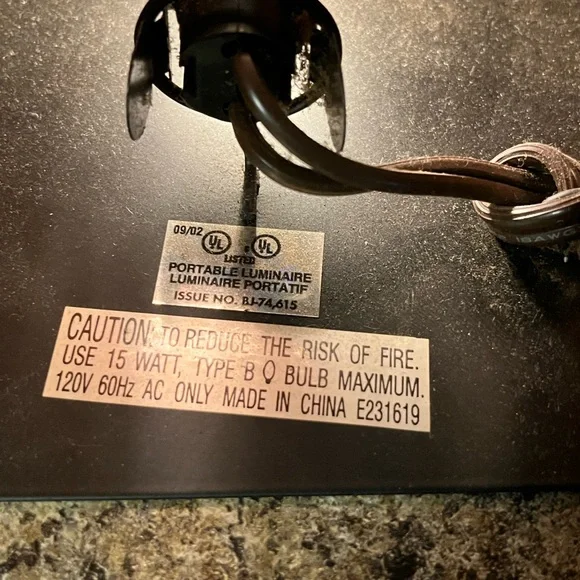 09/02 UL UL
LISTED
PORTABLE LUMINAIRE
LUMINAIRE PORTATIF
ISSUE NO. BJ-74,615
CAUTION: TO REDUCE THE RISK OF FIRE.
USE 15 WATT, TYPE B BULB MAXIMUM.
120V 60Hz AC ONLY MADE IN CHINA E231619
18AWG